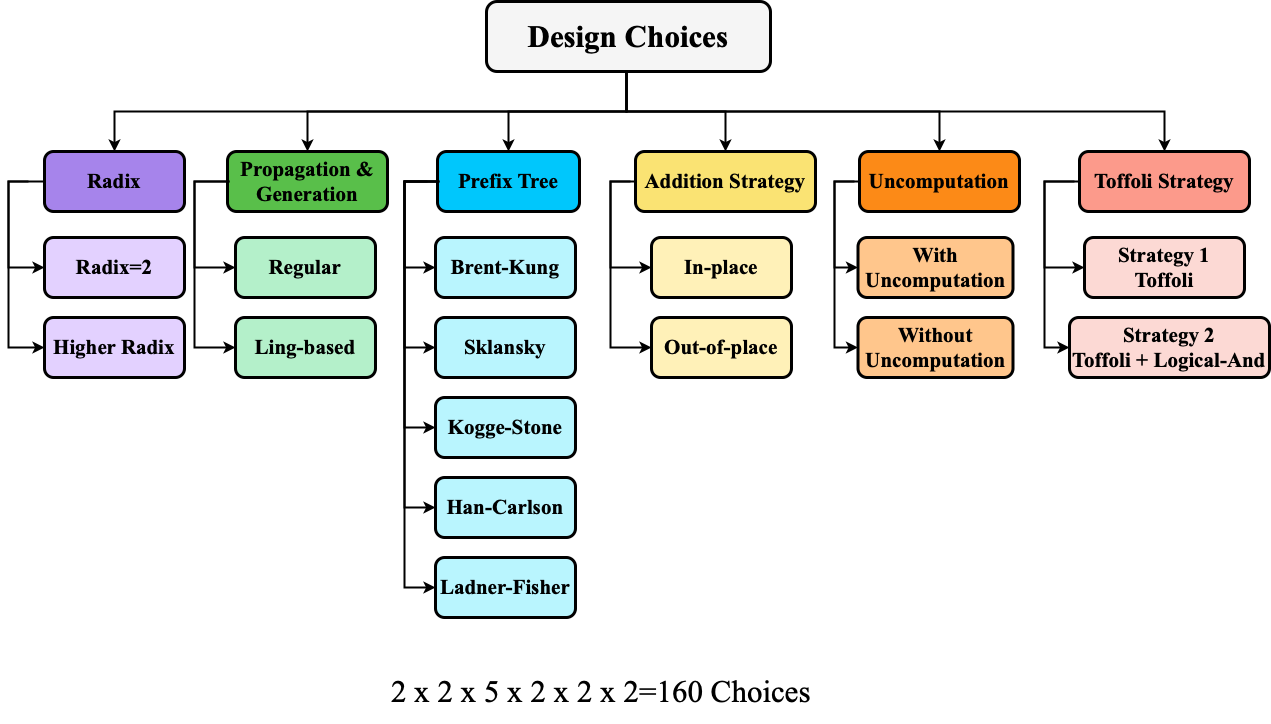 Design Choices
Radix
Radix=2
Higher Radix
Propagation &
Generation
Regular
Ling-based
Prefix Tree
Brent-Kung
Sklansky
Kogge-Stone
Han-Carlson
Ladner-Fisher
Addition Strategy
In-place
Out-of-place
Uncomputation
With
Uncomputation
Without
Uncomputation
Toffoli Strategy
Strategy 1
Toffoli
Strategy 2
Toffoli + Logical-And
2 x 2 x 5 x 2 x 2 x 2=160 Choices